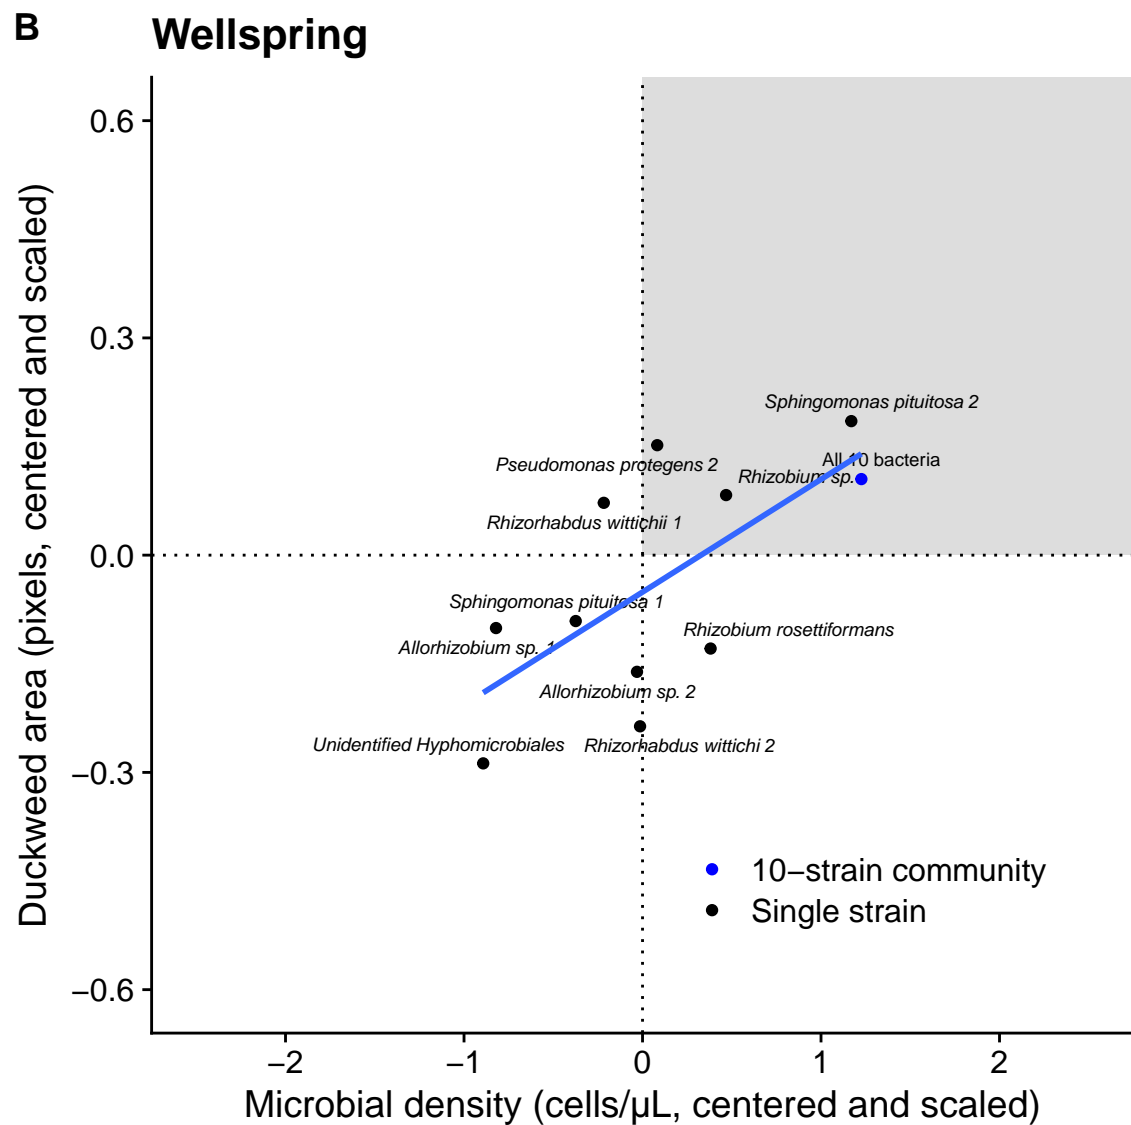 B
Wellspring
Duckweed area (pixels, centered and scaled)
0.6
0.3
0.0
−0.3
−0.6
Sphingomonas pituitosa 2
All 10 bacteria
Pseudomonas protegens 2
Rhizobium sp.
Rhizorhabdus wittichii 1
Sphingomonas pituitosa 1
Rhizobium rosettiformans
Allorhizobium sp. 1
Allorhizobium sp. 2
Unidentified Hyphomicrobiales
Rhizorhabdus wittichi 2
10−strain community
Single strain
−2
−1
0
1
2
Microbial density (cells/µL, centered and scaled)